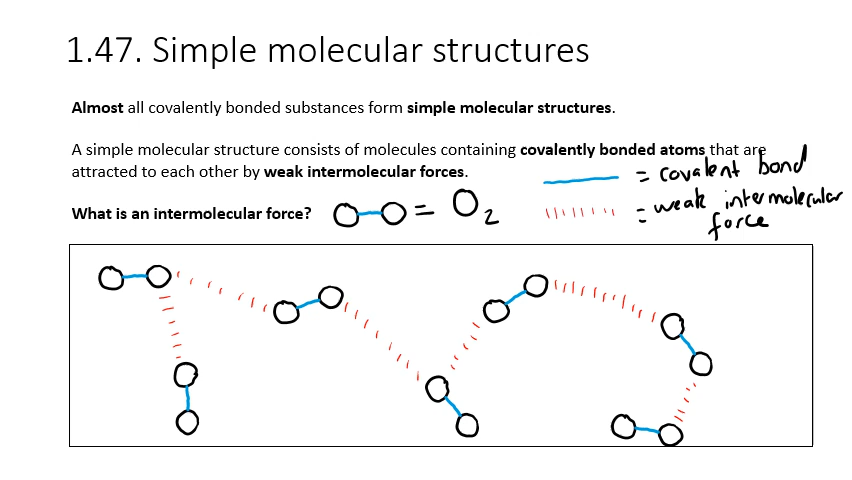 1.47. Simple molecular structures
Almost all covalently bonded substances form simple molecular structures.
A simple molecular structure consists of molecules containing covalently bonded atoms that are
attracted to each other by weak intermolecular forces.
= covalent bond
What is an intermolecular force?
= O₂
= weak intermolecular
force